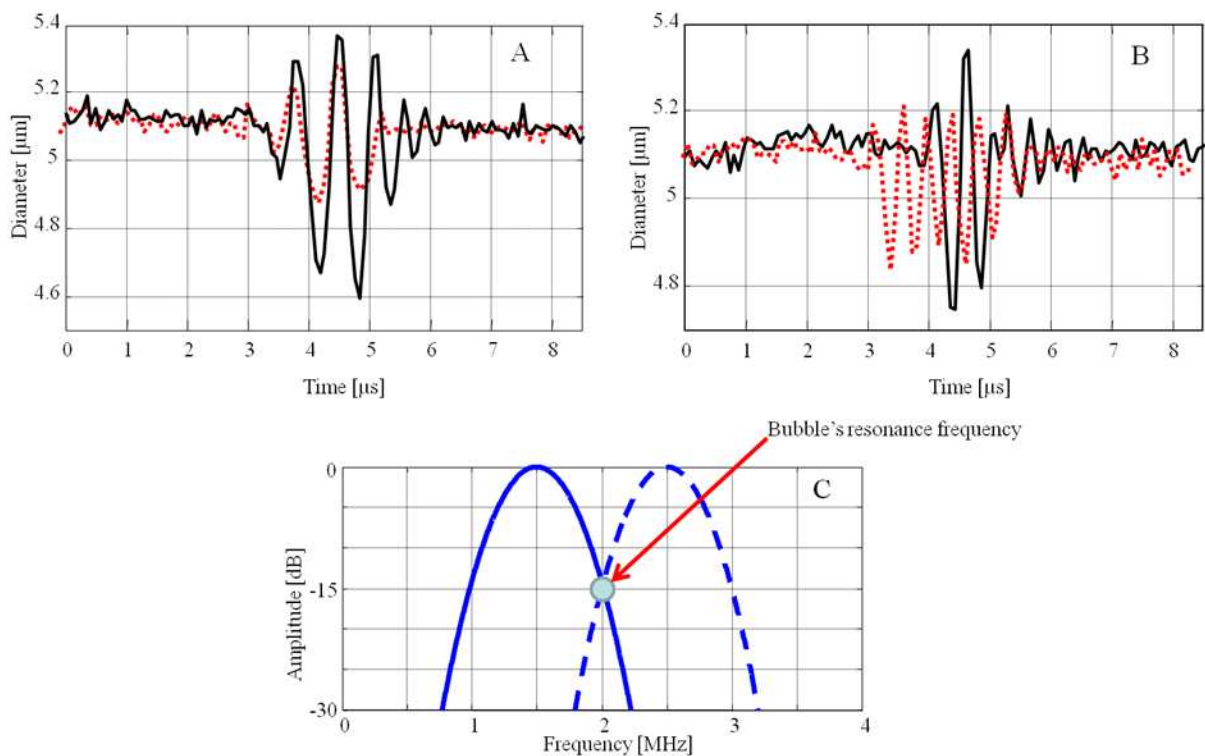 5.4
A
5.2
5
4.8
4.6
Diameter [μm]
0 1 2 3 4 5 6 7 8
Time [μs]
5.4
B
5.2
5
4.8
Diameter [μm]
0 1 2 3 4 5 6 7 8
Time [μs]
Bubble's resonance frequency
0
C
-15
-30
Amplitude [dB]
0 1 2 3 4
Frequency [MHz]